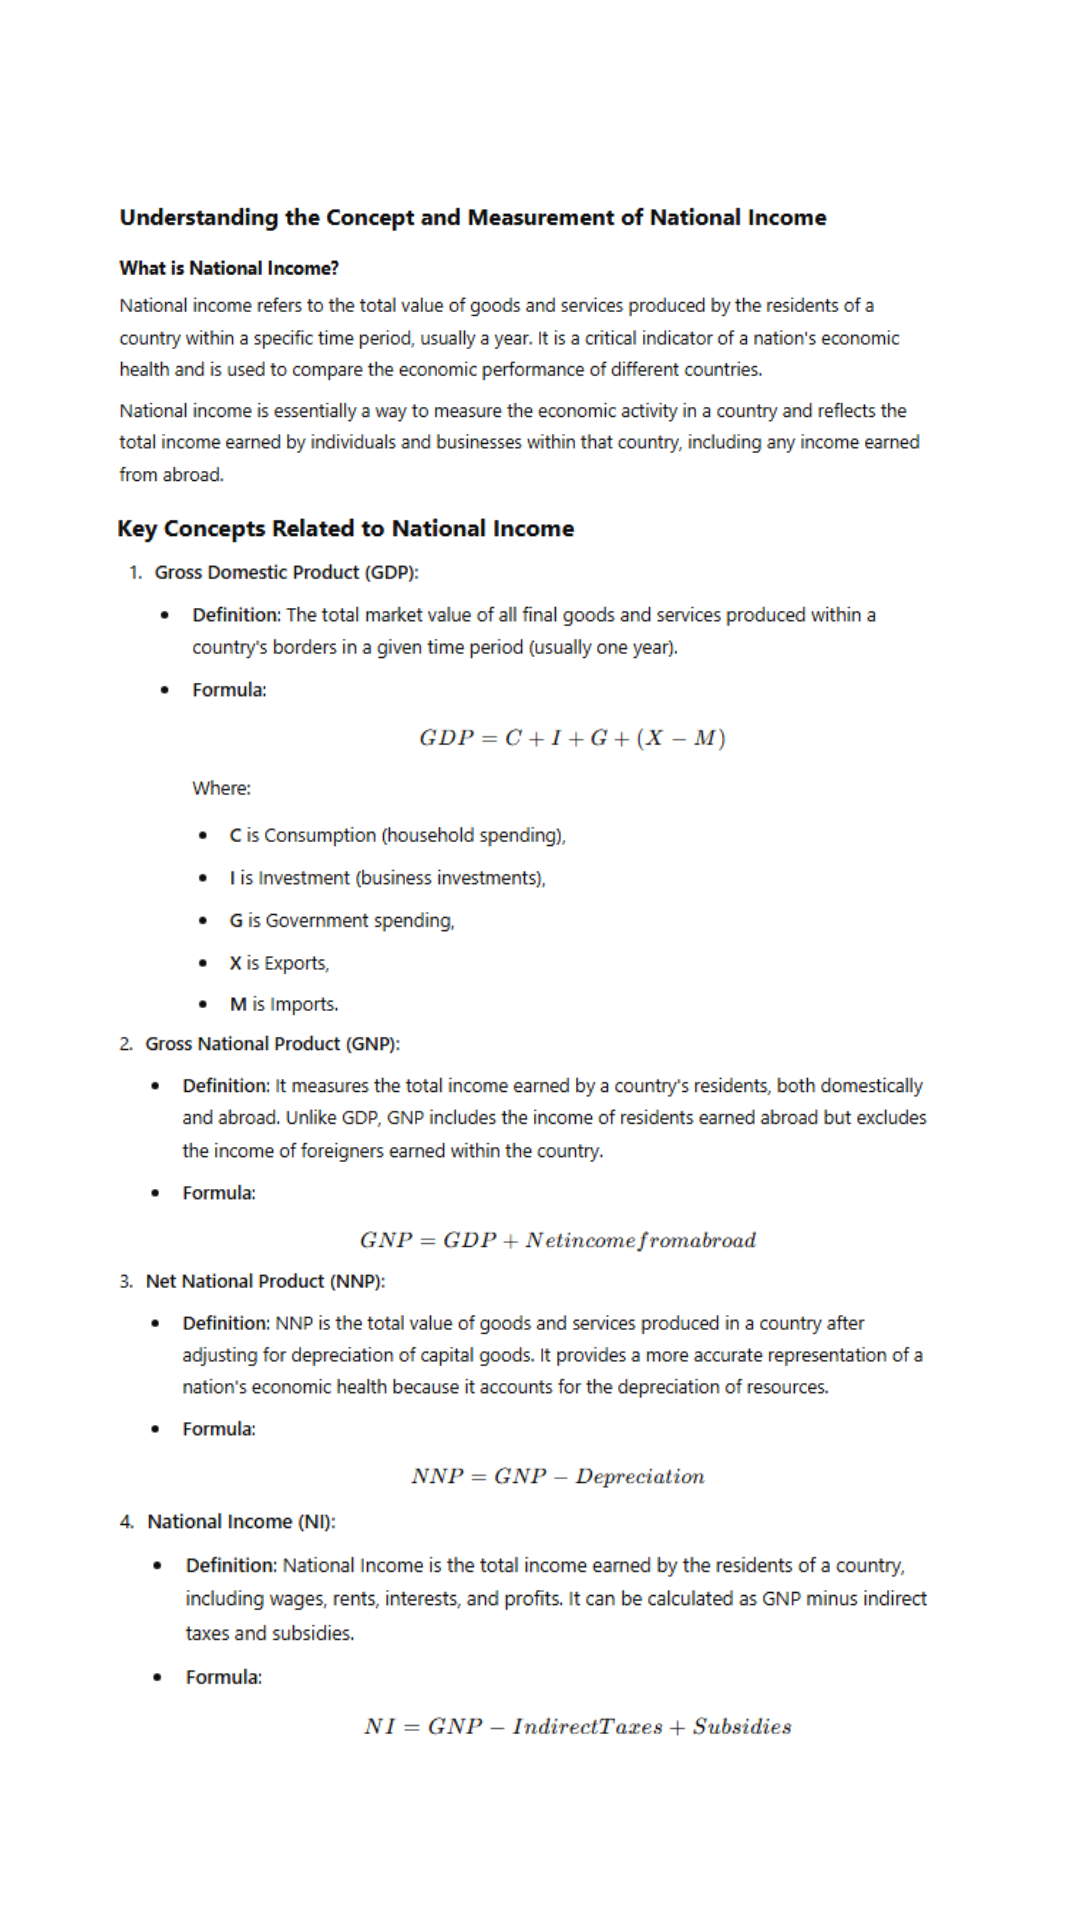 Understanding the Concept and Measurement of National Income
What is National Income?
National income refers to the total value of goods and services produced by the residents of a
country within a specific time period, usually a year. It is a critical indicator of a nation's economic
health and is used to compare the economic performance of different countries.
National income is essentially a way to measure the economic activity in a country and reflects the
total income earned by individuals and businesses within that country, including any income earned
from abroad.
Key Concepts Related to National Income
1. Gross Domestic Product (GDP):
• Definition: The total market value of all final goods and services produced within a
country's borders in a given time period (usually one year).
• Formula:
GDP = C + I + G + (X − M)
Where:
• C is Consumption (household spending),
• I is Investment (business investments),
• G is Government spending,
• X is Exports,
• M is Imports.
2. Gross National Product (GNP):
• Definition: It measures the total income earned by a country's residents, both domestically
and abroad. Unlike GDP, GNP includes the income of residents earned abroad but excludes
the income of foreigners earned within the country.
• Formula:
GNP = GDP + Netincomefromabroad
3. Net National Product (NNP):
• Definition: NNP is the total value of goods and services produced in a country after
adjusting for depreciation of capital goods. It provides a more accurate representation of a
nation's economic health because it accounts for the depreciation of resources.
• Formula:
NNP = GNP − Depreciation
4. National Income (NI):
• Definition: National Income is the total income earned by the residents of a country,
including wages, rents, interests, and profits. It can be calculated as GNP minus indirect
taxes and subsidies.
• Formula:
NI = GNP − IndirectTaxes + Subsidies